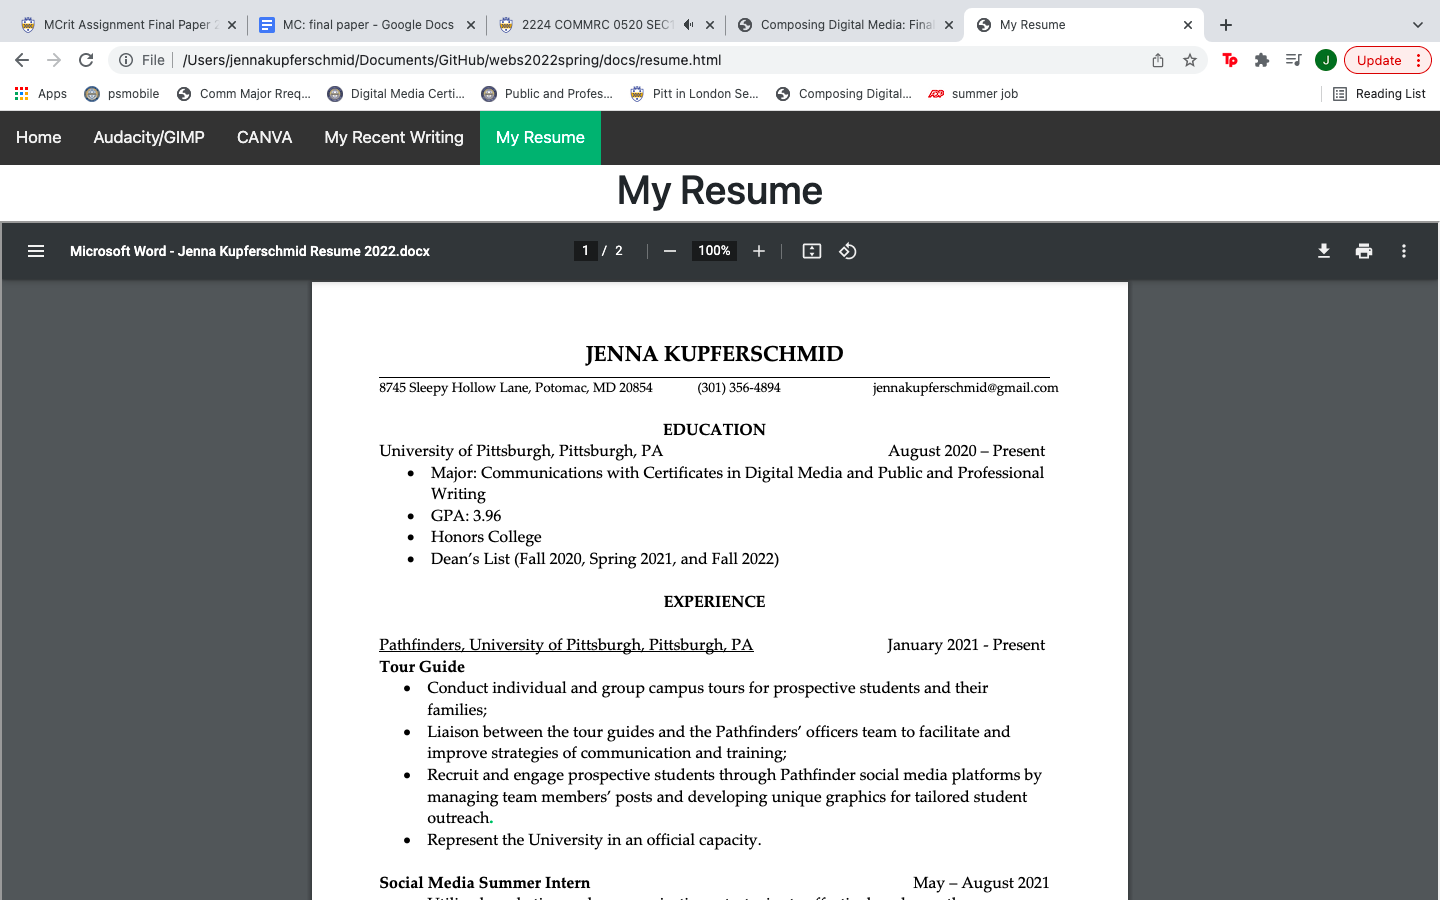 MCrit Assignment Final Paper 2
MC: final paper - Google Docs
2224 COMMRC 0520 SEC1
Composing Digital Media: Final
My Resume
File
/Users/jennakupferschmid/Documents/GitHub/webs2022spring/docs/resume.html
Tp
J
Update
Apps
psmobile
Comm Major Rreq...
Digital Media Certi...
Public and Profes...
Pitt in London Se...
Composing Digital...
summer job
Reading List
Home
Audacity/GIMP
CANVA
My Recent Writing
My Resume
My Resume
Microsoft Word - Jenna Kupferschmid Resume 2022.docx
1 / 2
100%
JENNA KUPFERSCHMID
8745 Sleepy Hollow Lane, Potomac, MD 20854 (301) 356-4894 jennakupferschmid@gmail.com
EDUCATION
University of Pittsburgh, Pittsburgh, PA August 2020 – Present
• Major: Communications with Certificates in Digital Media and Public and Professional
Writing
• GPA: 3.96
• Honors College
• Dean’s List (Fall 2020, Spring 2021, and Fall 2022)
EXPERIENCE
Pathfinders, University of Pittsburgh, Pittsburgh, PA January 2021 - Present
Tour Guide
• Conduct individual and group campus tours for prospective students and their
families;
• Liaison between the tour guides and the Pathfinders’ officers team to facilitate and
improve strategies of communication and training;
• Recruit and engage prospective students through Pathfinder social media platforms by
managing team members’ posts and developing unique graphics for tailored student
outreach.
• Represent the University in an official capacity.
Social Media Summer Intern May – August 2021